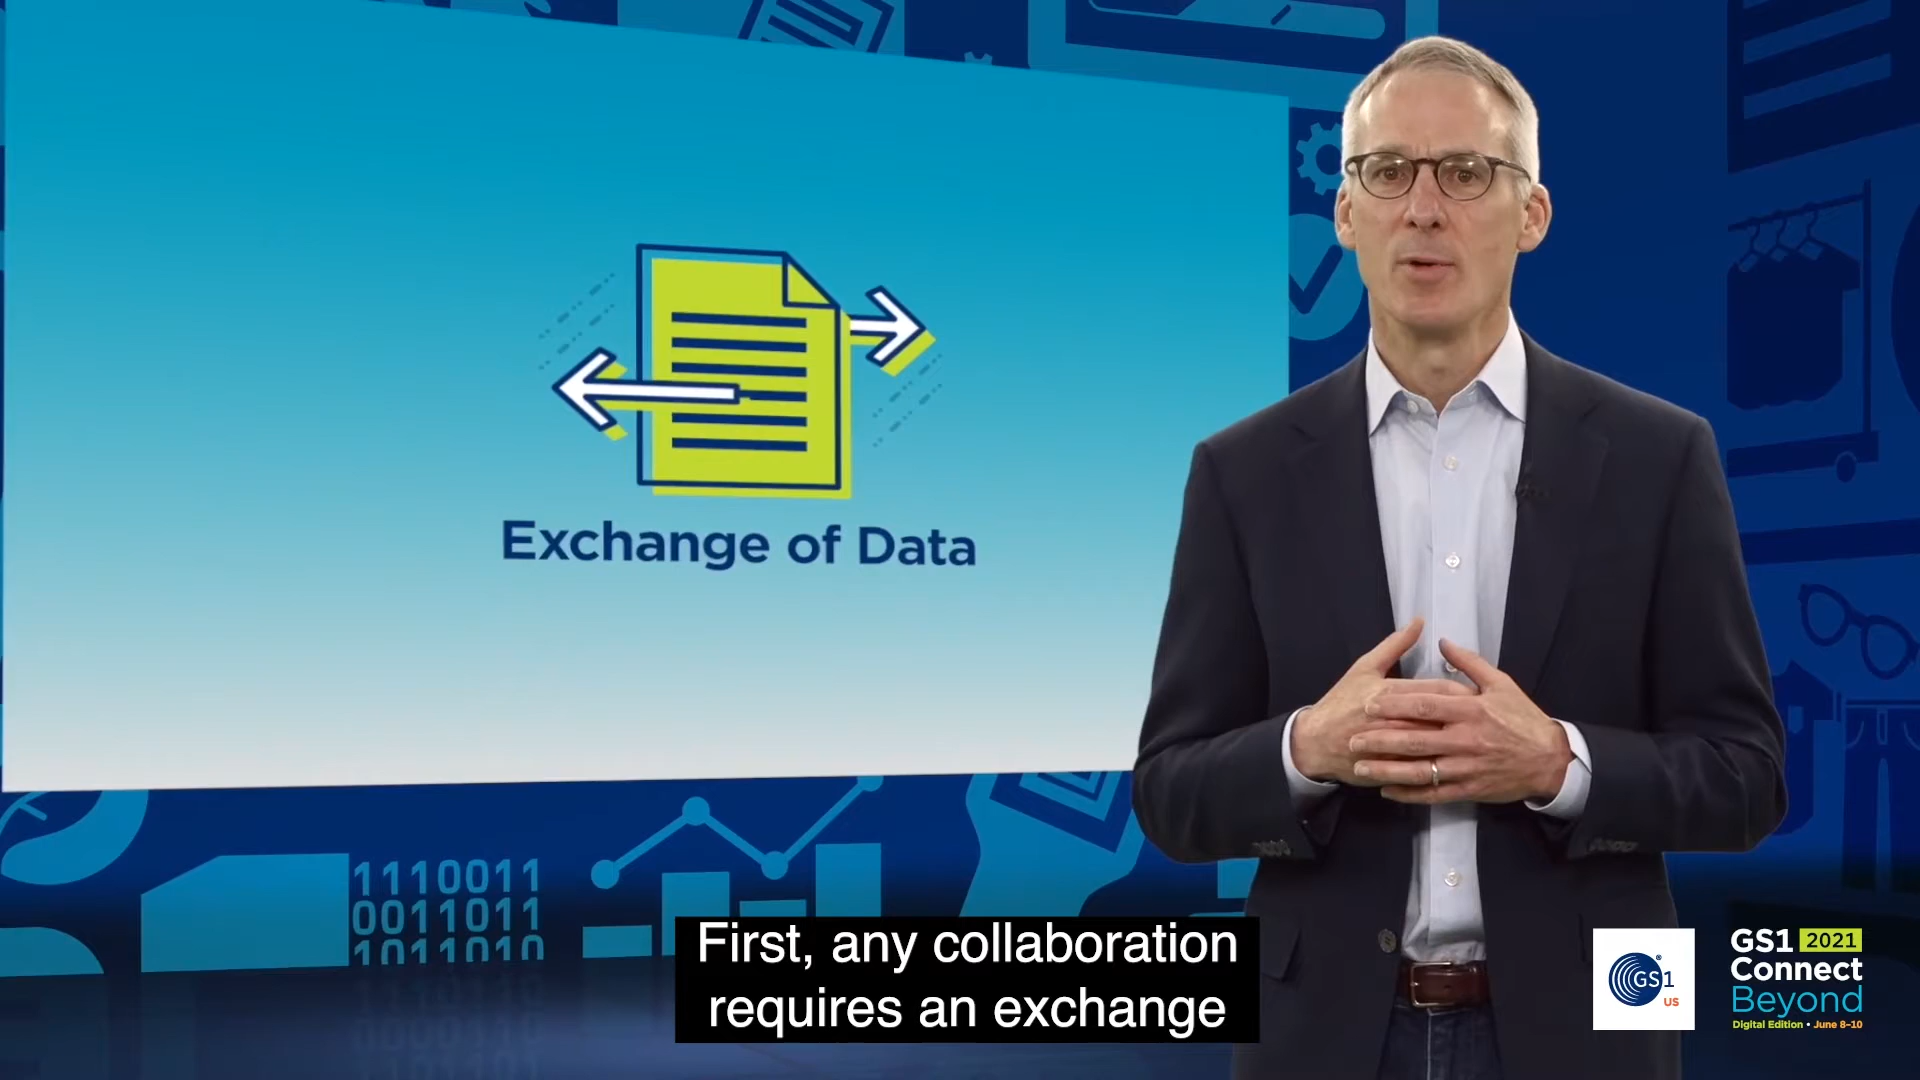 Exchange of Data
1110011
0011011
1011010
First, any collaboration
requires an exchange
GS1
US
GS1 2021
Connect
Beyond
Digital Edition • June 8-10